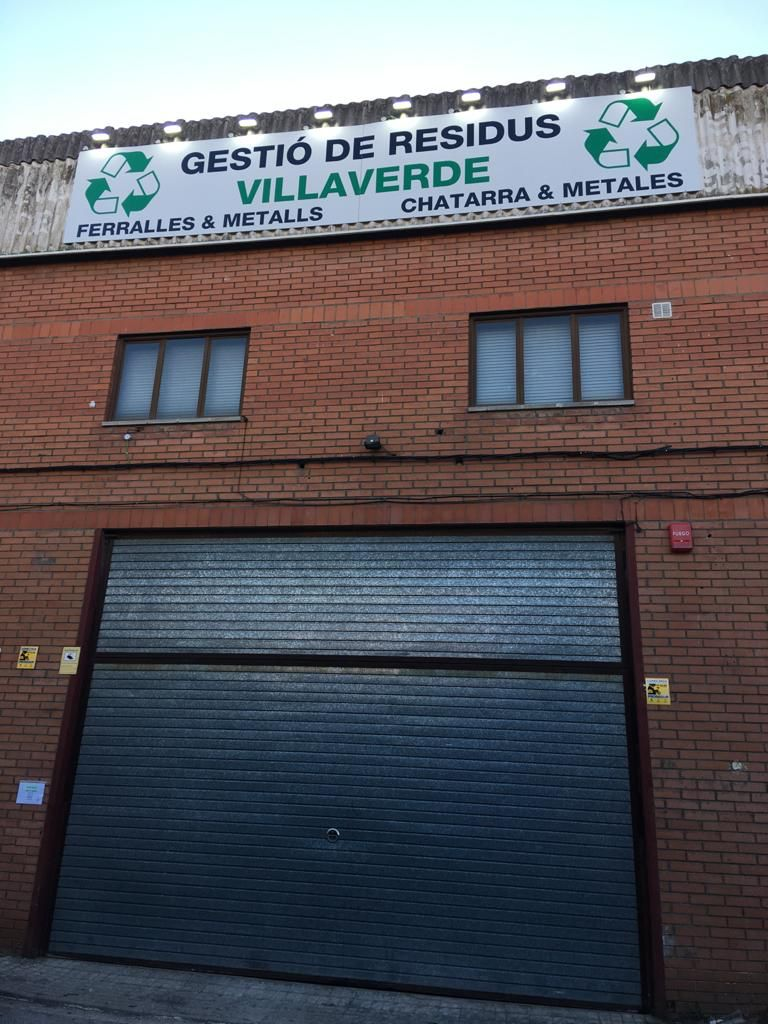 GESTIÓ DE RESIDUS
VILLAVERDE
FERRALLES & METALLS
CHATARRA & METALES
FUEGO